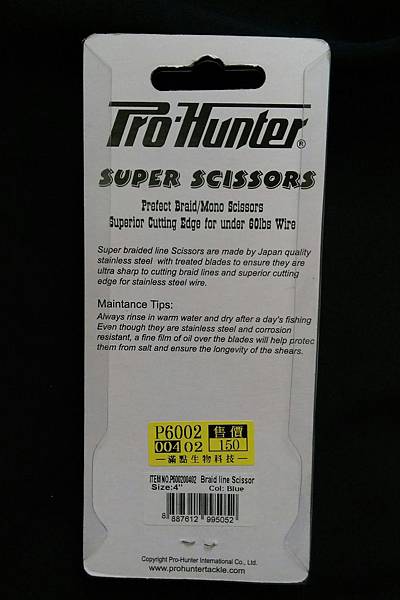 Pro-Hunter®
SUPER SCISSORS
Prefect Braid/Mono Scissors
Superior Cutting Edge for under 60lbs Wire
Super braided line Scissors are made by Japan quality
stainless steel with treated blades to ensure they are
ultra sharp to cutting braid lines and superior cutting
edge for stainless steel wire.
Maintance Tips:
Always rinse in warm water and dry after a day's fishing
Even though they are stainless steel and corrosion
resistant, a fine film of oil over the blades will help protec
them from salt and ensure the longevity of the shears.
P6002 售價
004 02 150
滿點生物科技
ITEM NO.P600200402 Braid line Scissor
Size:4" Col: Blue
8 887612 995052
Copyright Pro-Hunter International Co., Ltd.
www.prohuntertackle.com